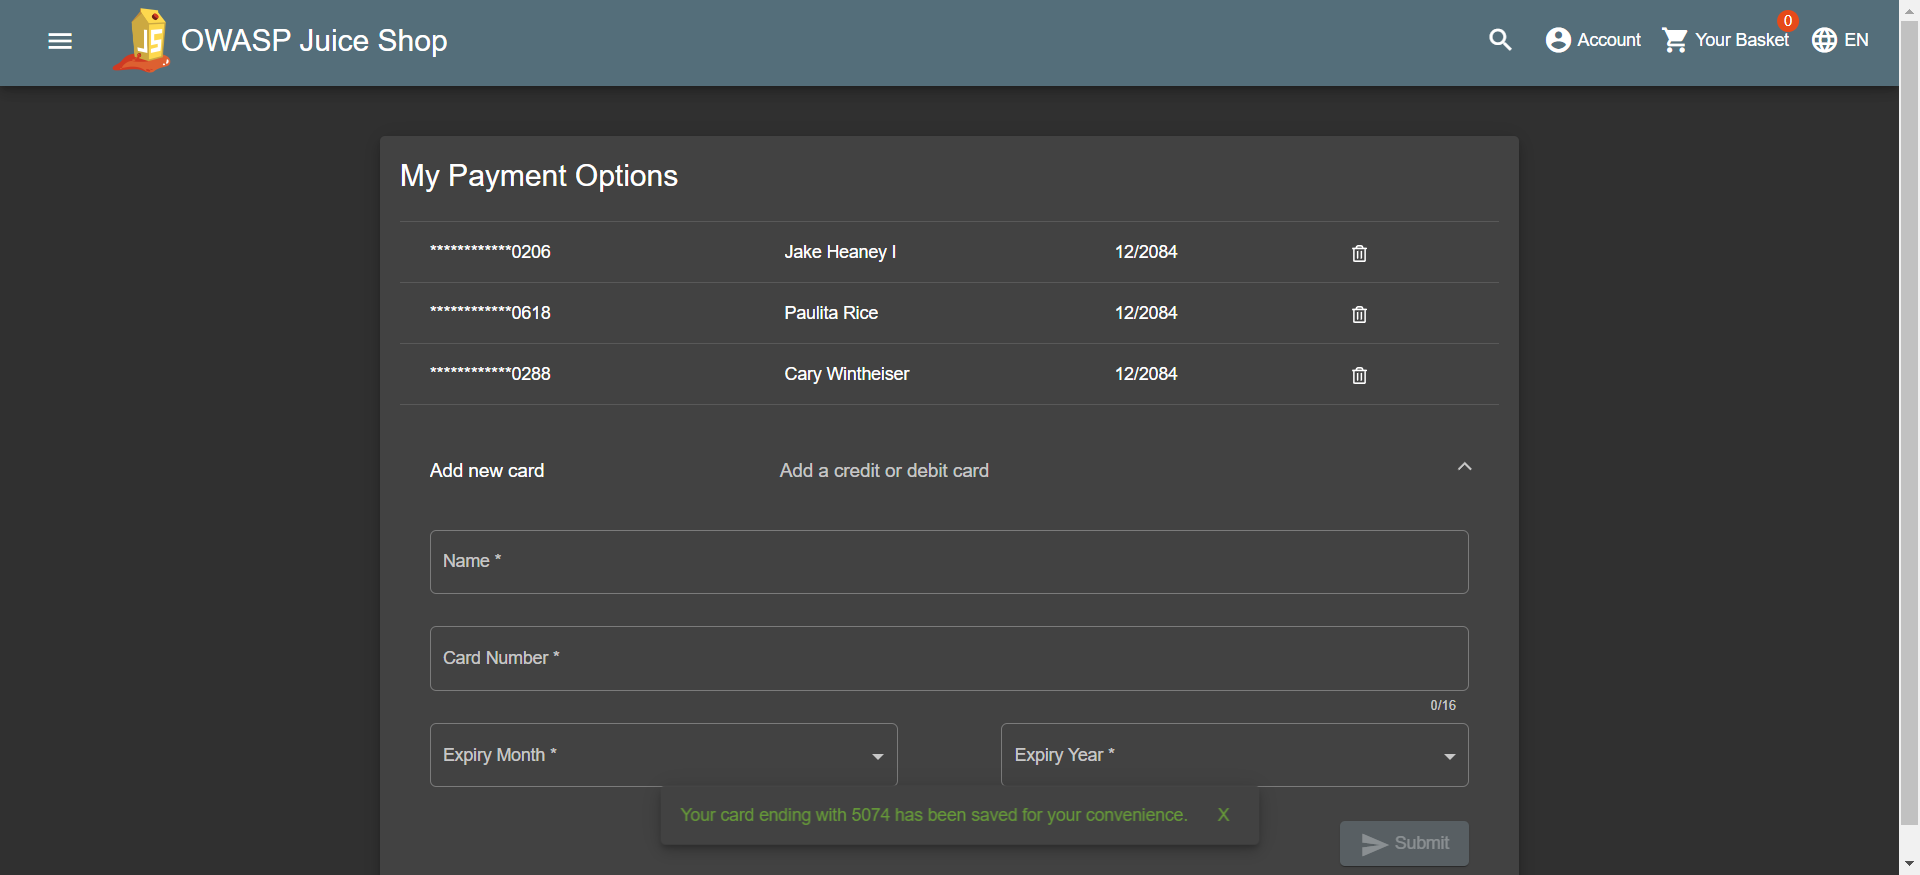 JS
OWASP Juice Shop
Account
0
Your Basket
EN
My Payment Options
************0206 Jake Heaney I 12/2084
************0618 Paulita Rice 12/2084
************0288 Cary Wintheiser 12/2084
Add new card Add a credit or debit card
Name *
Card Number *
0/16
Expiry Month * Expiry Year *
Your card ending with 5074 has been saved for your convenience. X
Submit